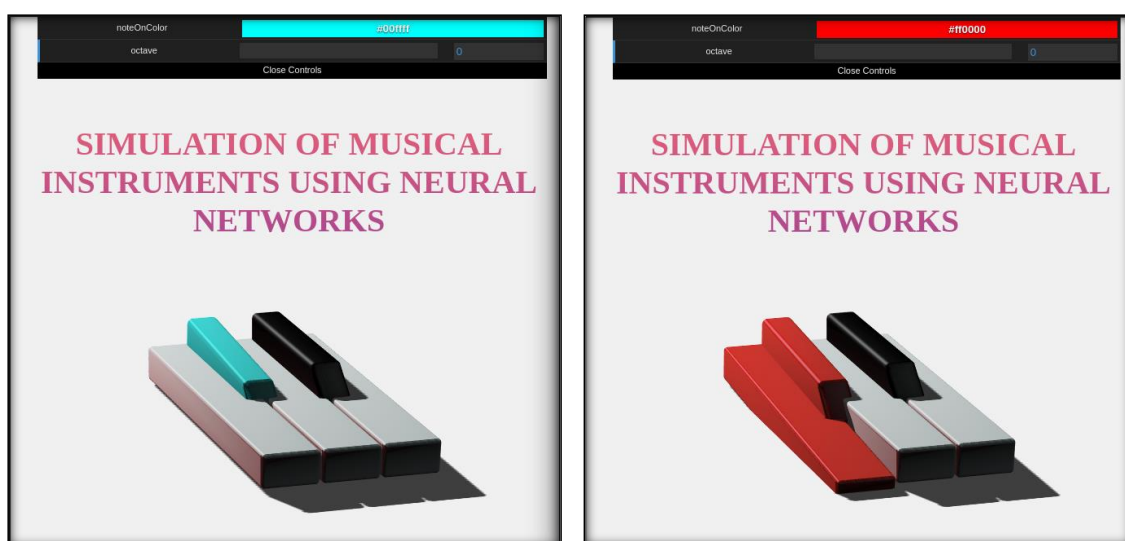 noteOnColor #00ffff
octave 0
Close Controls
SIMULATION OF MUSICAL
INSTRUMENTS USING NEURAL
NETWORKS
noteOnColor #ff0000
octave 0
Close Controls
SIMULATION OF MUSICAL
INSTRUMENTS USING NEURAL
NETWORKS